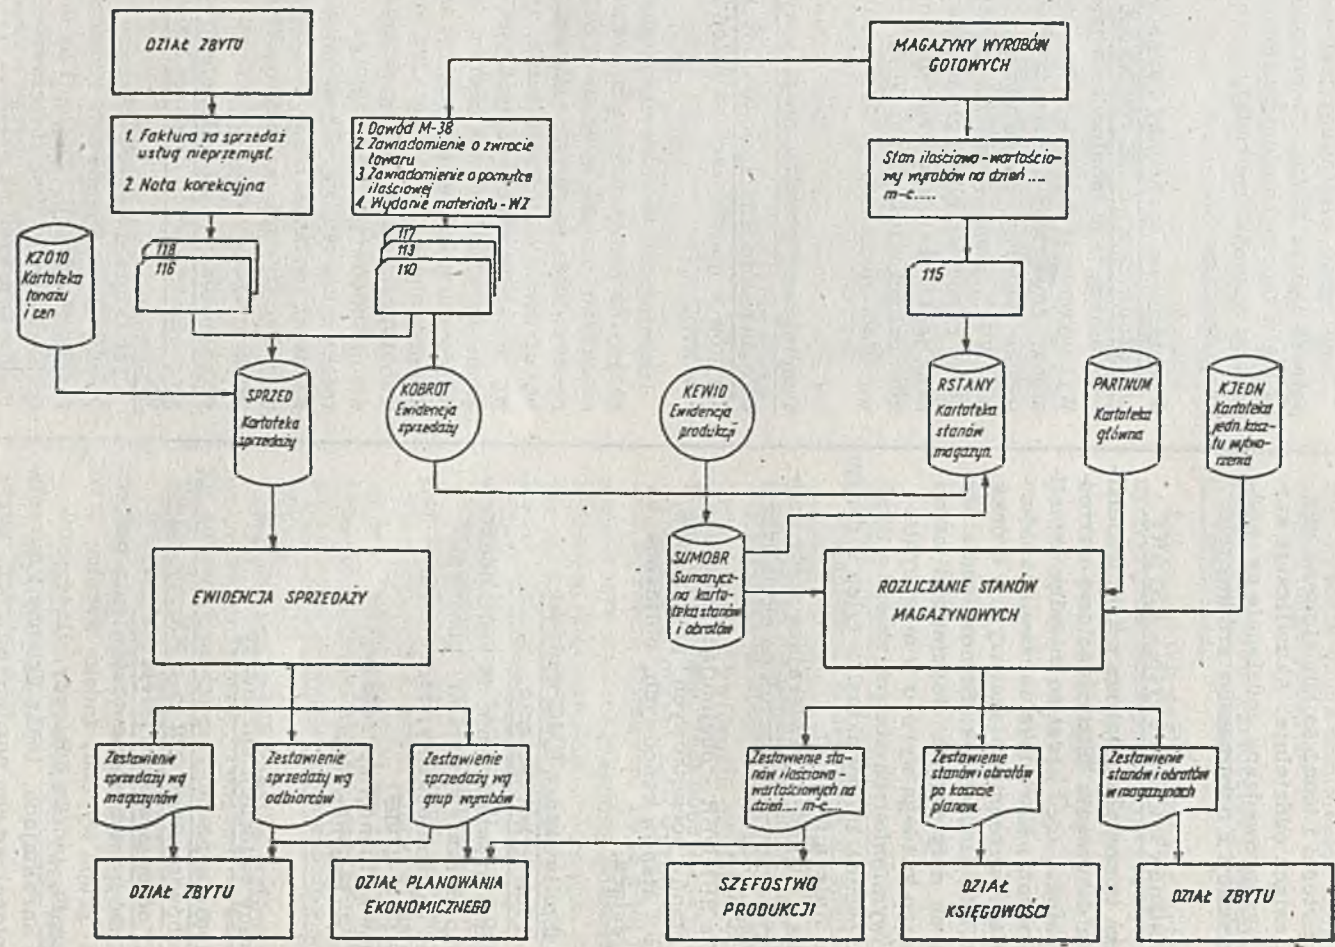 DZIAŁ ZBYTU
MAGAZYNY WYROBÓW
GOTOWYCH
1. Faktura za sprzedaż
usług nieprzemysł.
2. Nota korekcyjna
1. Dowód M-38
2. Zawiadomienie o zwrocie
towaru
3. Zawiadomienie o pomyłce
ilościowej
4. Wydanie materiału - WZ
Stan ilościowo-wartościo-
wy wyrobów na dzień ....
m-c.....
KZ010
Kartoteka
tonażu
i cen
118
116
117
113
110
115
SPRZED
Kartoteka
sprzedaży
KOBROT
Ewidencja
sprzedaży
KEWID
Ewidencja
produkcji
RSTANY
Kartoteka
stanów
magazyn.
PARTNUM
Kartoteka
główna
KJEDN
Kartoteka
jedn. kosz-
tu wytwo-
rzenia
EWIDENCJA SPRZEDAŻY
SUMOBR
Sumarycz-
na karto-
teka stanów
i obrotów
ROZLICZANIE STANÓW
MAGAZYNOWYCH
Zestawienie
sprzedaży wg
magazynów
Zestawienie
sprzedaży wg
odbiorców
Zestawienie
sprzedaży wg
grup wyrobów
Zestawienie sta-
nów ilościowo-
wartościowych na
dzień.... m-c....
Zestawienie
stanów i obrotów
po koszcie
planow.
Zestawienie
stanów i obrotów
w magazynach
DZIAŁ ZBYTU
DZIAŁ PLANOWANIA
EKONOMICZNEGO
SZEFOSTWO
PRODUKCJI
DZIAŁ
KSIĘGOWOŚCI
DZIAŁ ZBYTU